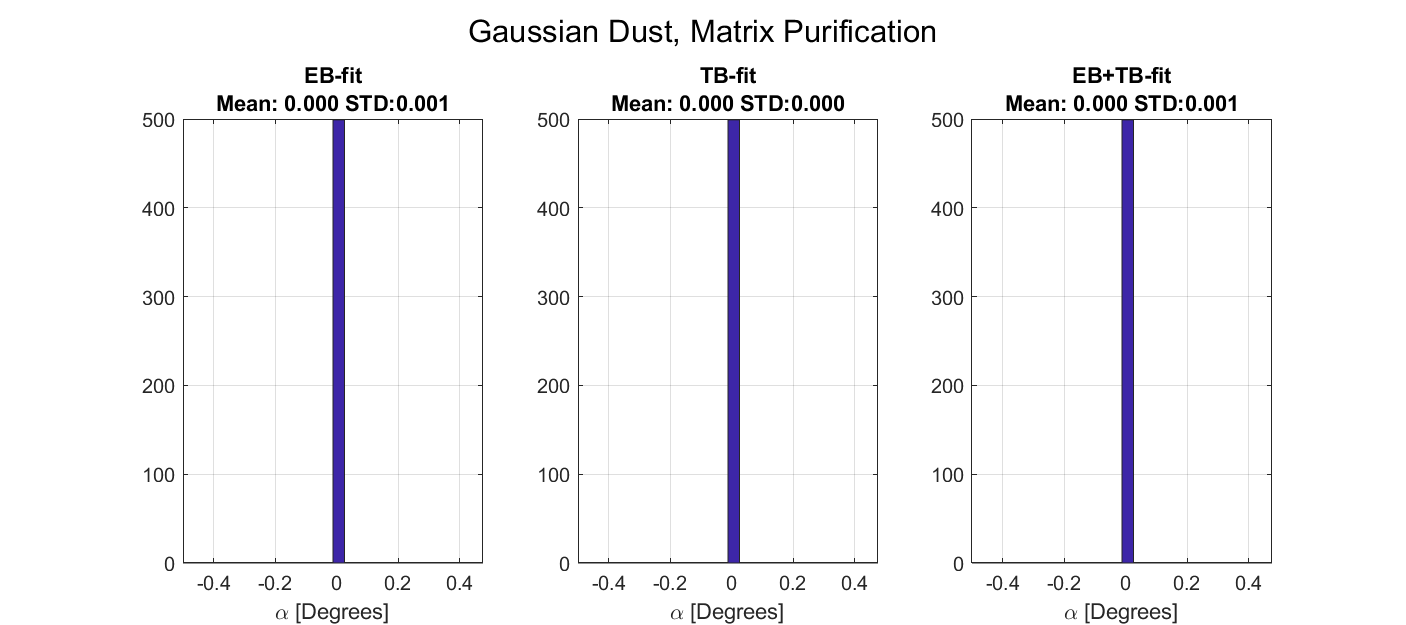 Gaussian Dust, Matrix Purification
EB-fit
Mean: 0.000 STD:0.001
500
400
300
200
100
0
-0.4 -0.2 0 0.2 0.4
α [Degrees]
TB-fit
Mean: 0.000 STD:0.000
500
400
300
200
100
0
-0.4 -0.2 0 0.2 0.4
α [Degrees]
EB+TB-fit
Mean: 0.000 STD:0.001
500
400
300
200
100
0
-0.4 -0.2 0 0.2 0.4
α [Degrees]